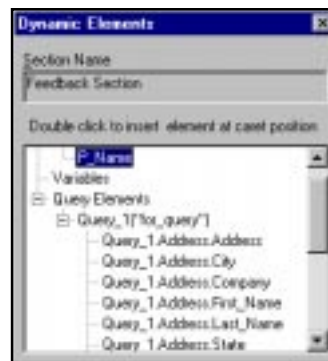 Dynamic Elements
Section Name
Feedback Section
Double click to insert element at caret position
P_Name
Variables
Query Elements
Query_1["for_query"]
Query_1.Address.Address
Query_1.Address.City
Query_1.Address.Company
Query_1.Address.First_Name
Query_1.Address.Last_Name
Query_1.Address.State